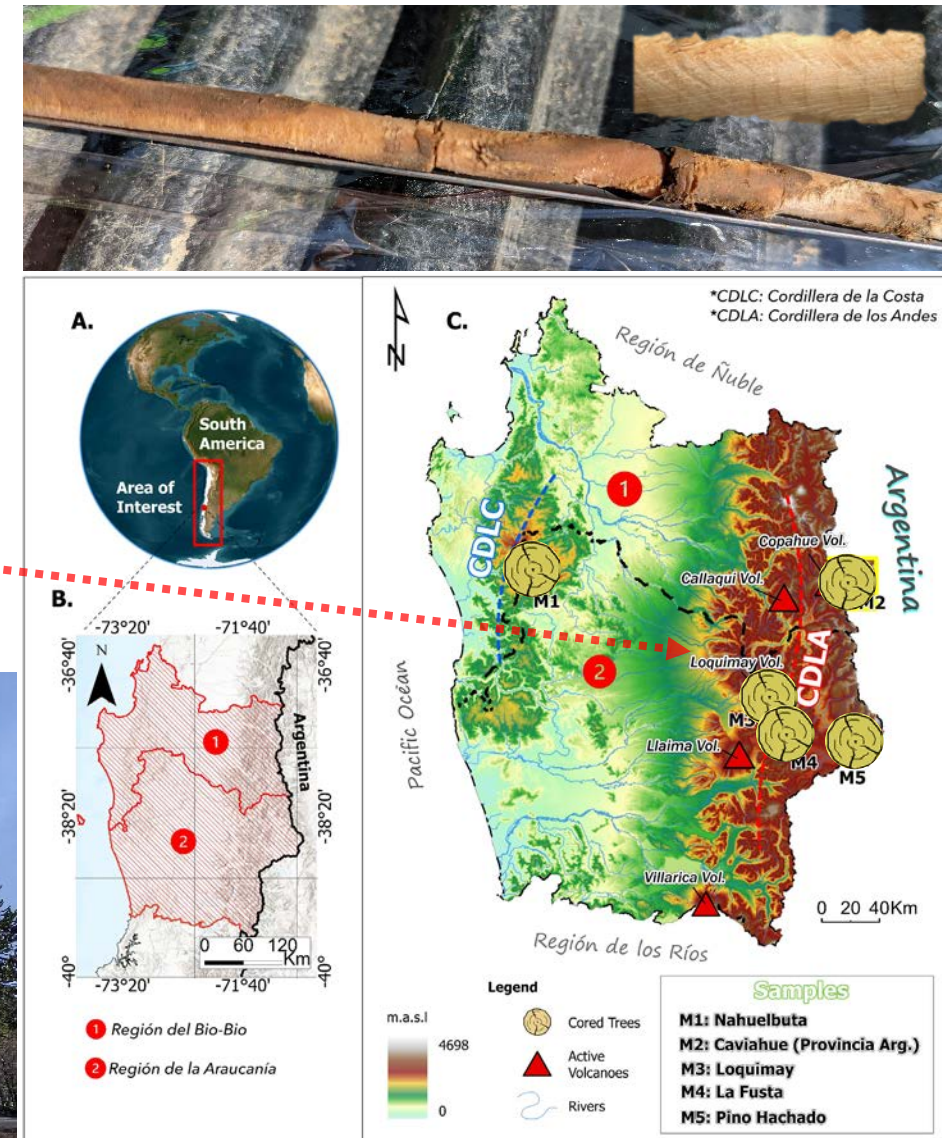 A.
South
America
Area of
Interest
B.
-73°20'
-71°40'
-36°40'
-38°20'
-40°
N
Argentina
1
2
-36°40'
-38°20'
-40°
0 60 120
Km
-73°20'
-71°40'
1 Región del Bio-Bio
2 Región de la Araucanía
C.
N
*CDLC: Cordillera de la Costa
*CDLA: Cordillera de los Andes
Región de Ñuble
Argentina
1
CDLC
Copahue Vol.
M1
Callaqui Vol.
M2
CDLA
2
Loquimay Vol.
M3
Pacific Océan
Llaima Vol.
M4
M5
Villarica Vol.
0 20 40Km
Región de los Ríos
Legend
m.a.s.l
4698
0
Cored Trees
Active
Volcanoes
Rivers
Samples
M1: Nahuelbuta
M2: Caviahue (Provincia Arg.)
M3: Loquimay
M4: La Fusta
M5: Pino Hachado